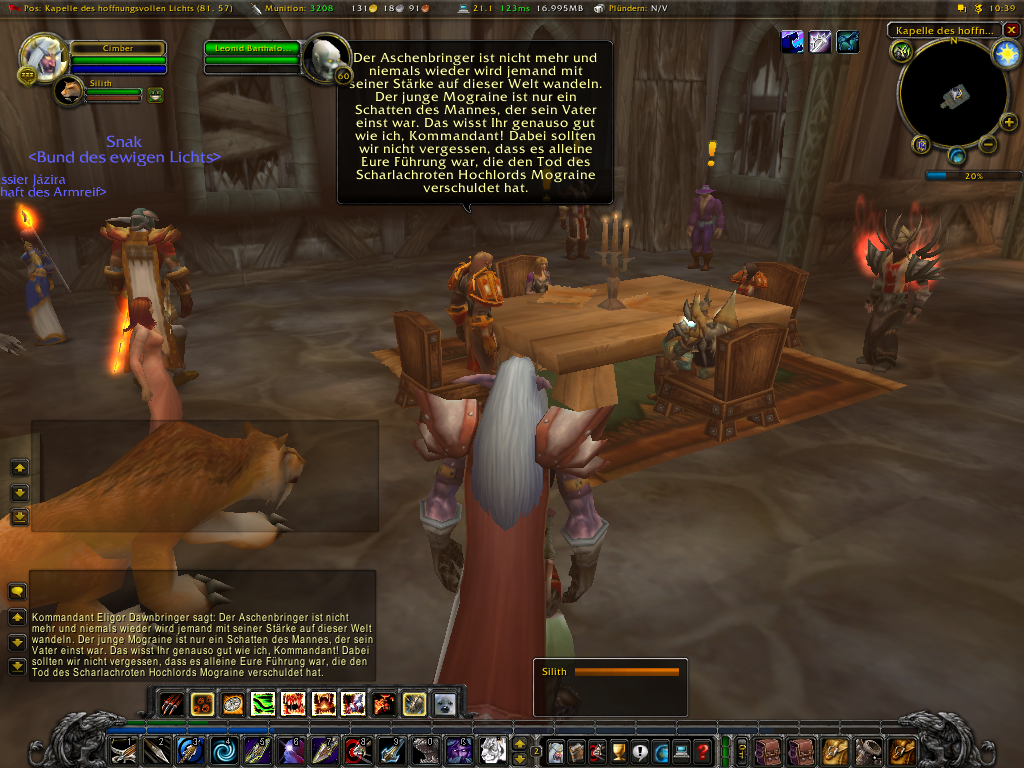 Pos: Kapelle des hoffnungsvollen Lichts (81, 57)
Munition: 3208
131 18 91
21.1 123ms 16.995MB
Plündern: N/V
10:39
Cimber
Leonid Barthalo...
60
Silith
Kapelle des hoffn...
N
20%
Der Aschenbringer ist nicht mehr und
niemals wieder wird jemand mit
seiner Stärke auf dieser Welt wandeln.
Der junge Mograine ist nur ein
Schatten des Mannes, der sein Vater
einst war. Das wisst Ihr genauso gut
wie ich, Kommandant! Dabei sollten
wir nicht vergessen, dass es alleine
Eure Führung war, die den Tod des
Scharlachroten Hochlords Mograine
verschuldet hat.
Snak
<Bund des ewigen Lichts>
ssier Jázira
haft des Armreif>
Kommandant Eligor Dawnbringer sagt: Der Aschenbringer ist nicht
mehr und niemals wieder wird jemand mit seiner Stärke auf dieser Welt
wandeln. Der junge Mograine ist nur ein Schatten des Mannes, der sein
Vater einst war. Das wisst Ihr genauso gut wie ich, Kommandant! Dabei
sollten wir nicht vergessen, dass es alleine Eure Führung war, die den
Tod des Scharlachroten Hochlords Mograine verschuldet hat.
Silith
2